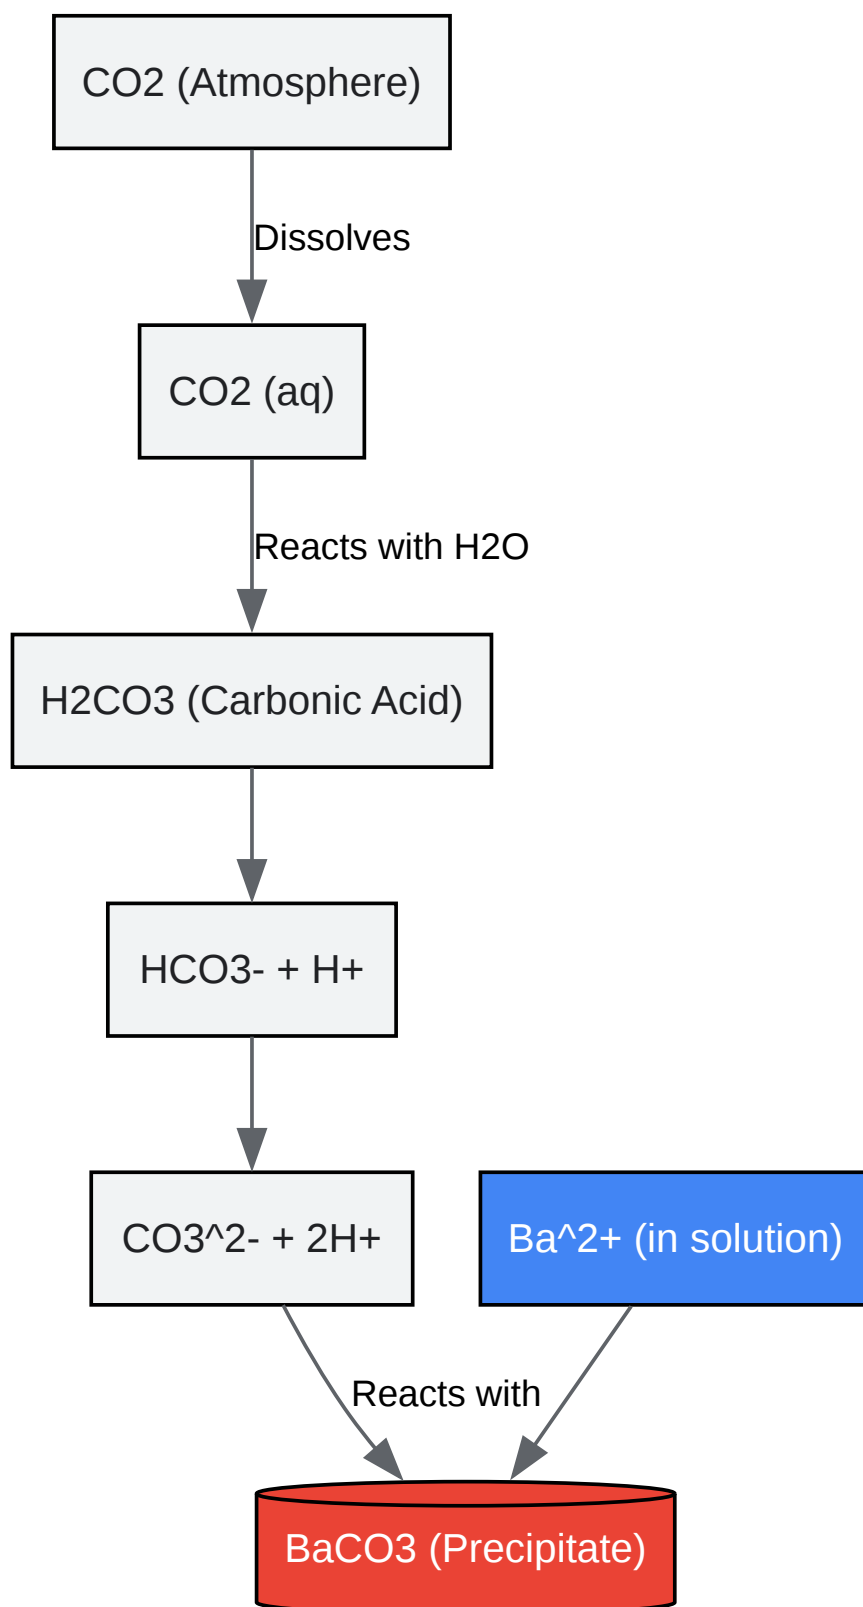 CO2 (Atmosphere)
Dissolves
CO2 (aq)
Reacts with H2O
H2CO3 (Carbonic Acid)
HCO3- + H+
CO3^2- + 2H+
Ba^2+ (in solution)
Reacts with
BaCO3 (Precipitate)